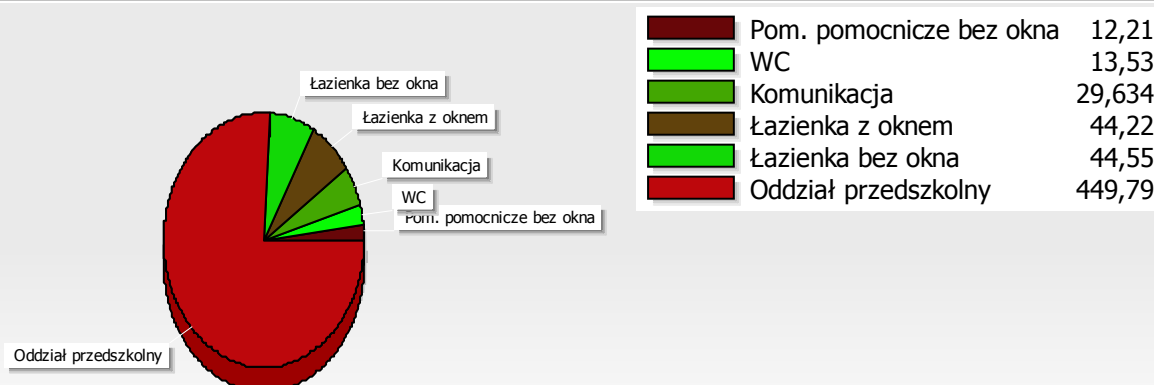 Pom. pomocnicze bez okna 12,21
WC 13,53
Komunikacja 29,634
Łazienka z oknem 44,22
Łazienka bez okna 44,55
Oddział przedszkolny 449,79
Łazienka bez okna
Łazienka z oknem
Komunikacja
WC
Pom. pomocnicze bez okna
Oddział przedszkolny